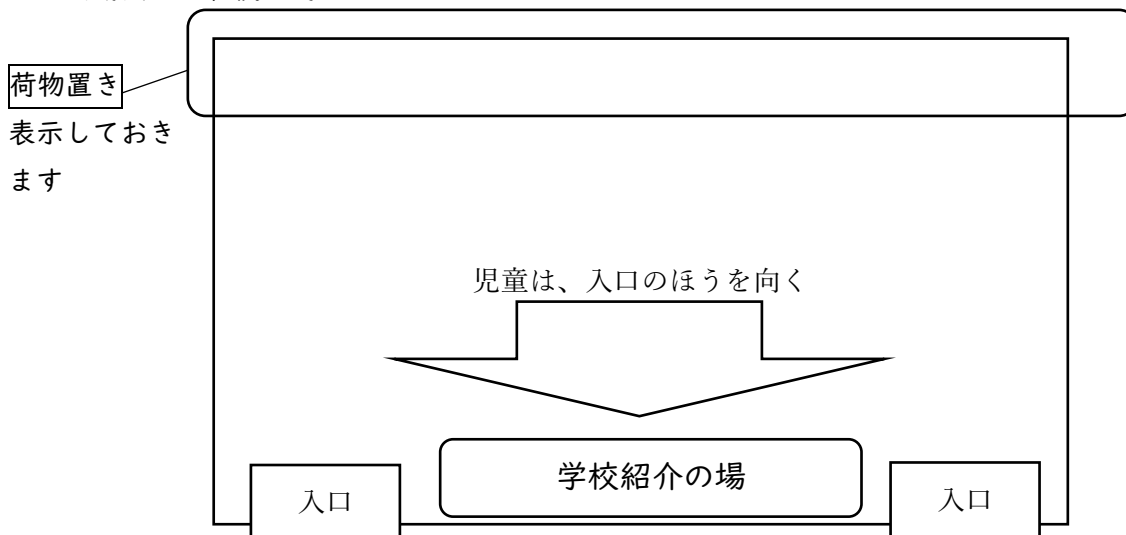 荷物置き
表示しておき
ます
児童は、入口のほうを向く
学校紹介の場
入口
入口